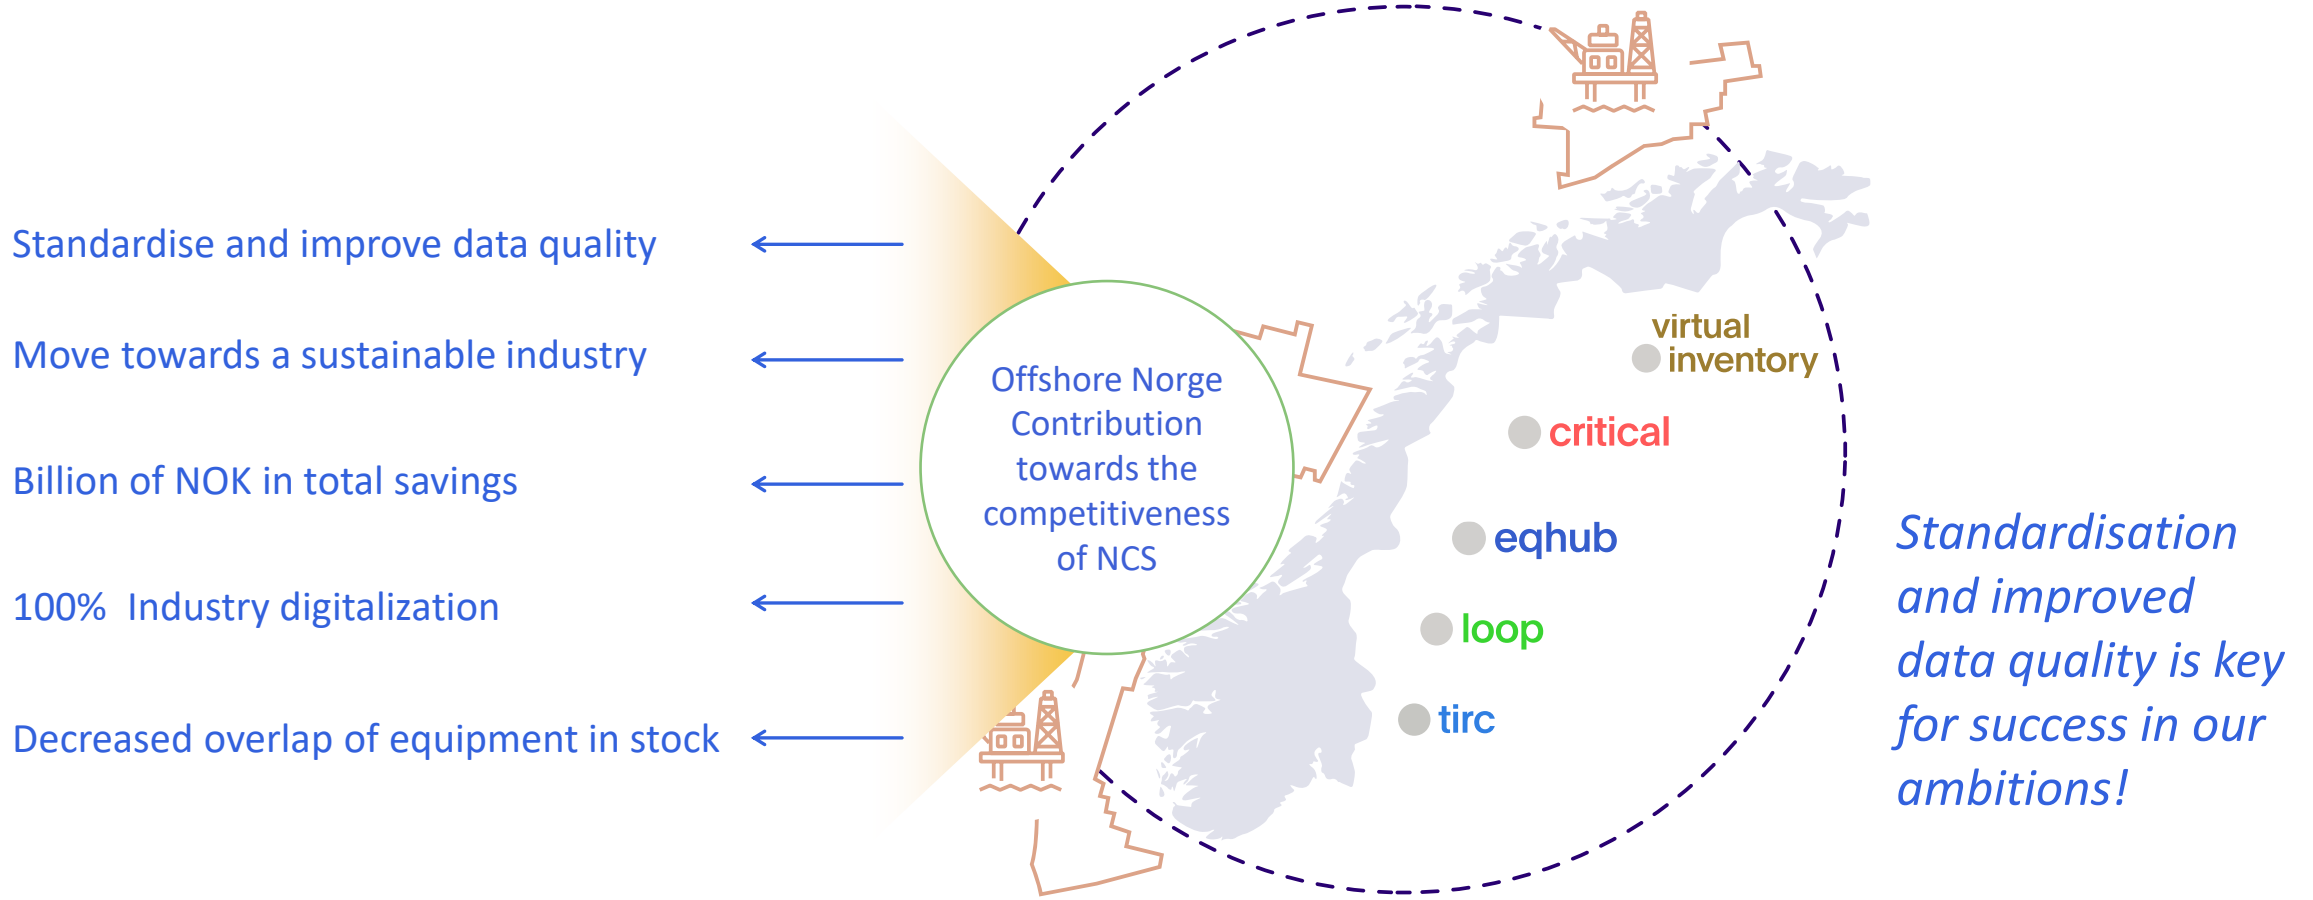 Standardise and improve data quality
Move towards a sustainable industry
Billion of NOK in total savings
100%  Industry digitalization
Decreased overlap of equipment in stock
Offshore Norge
Contribution
towards the
competitiveness
of NCS
virtual
inventory
critical
eqhub
loop
tirc
Standardisation
and improved
data quality is key
for success in our
ambitions!